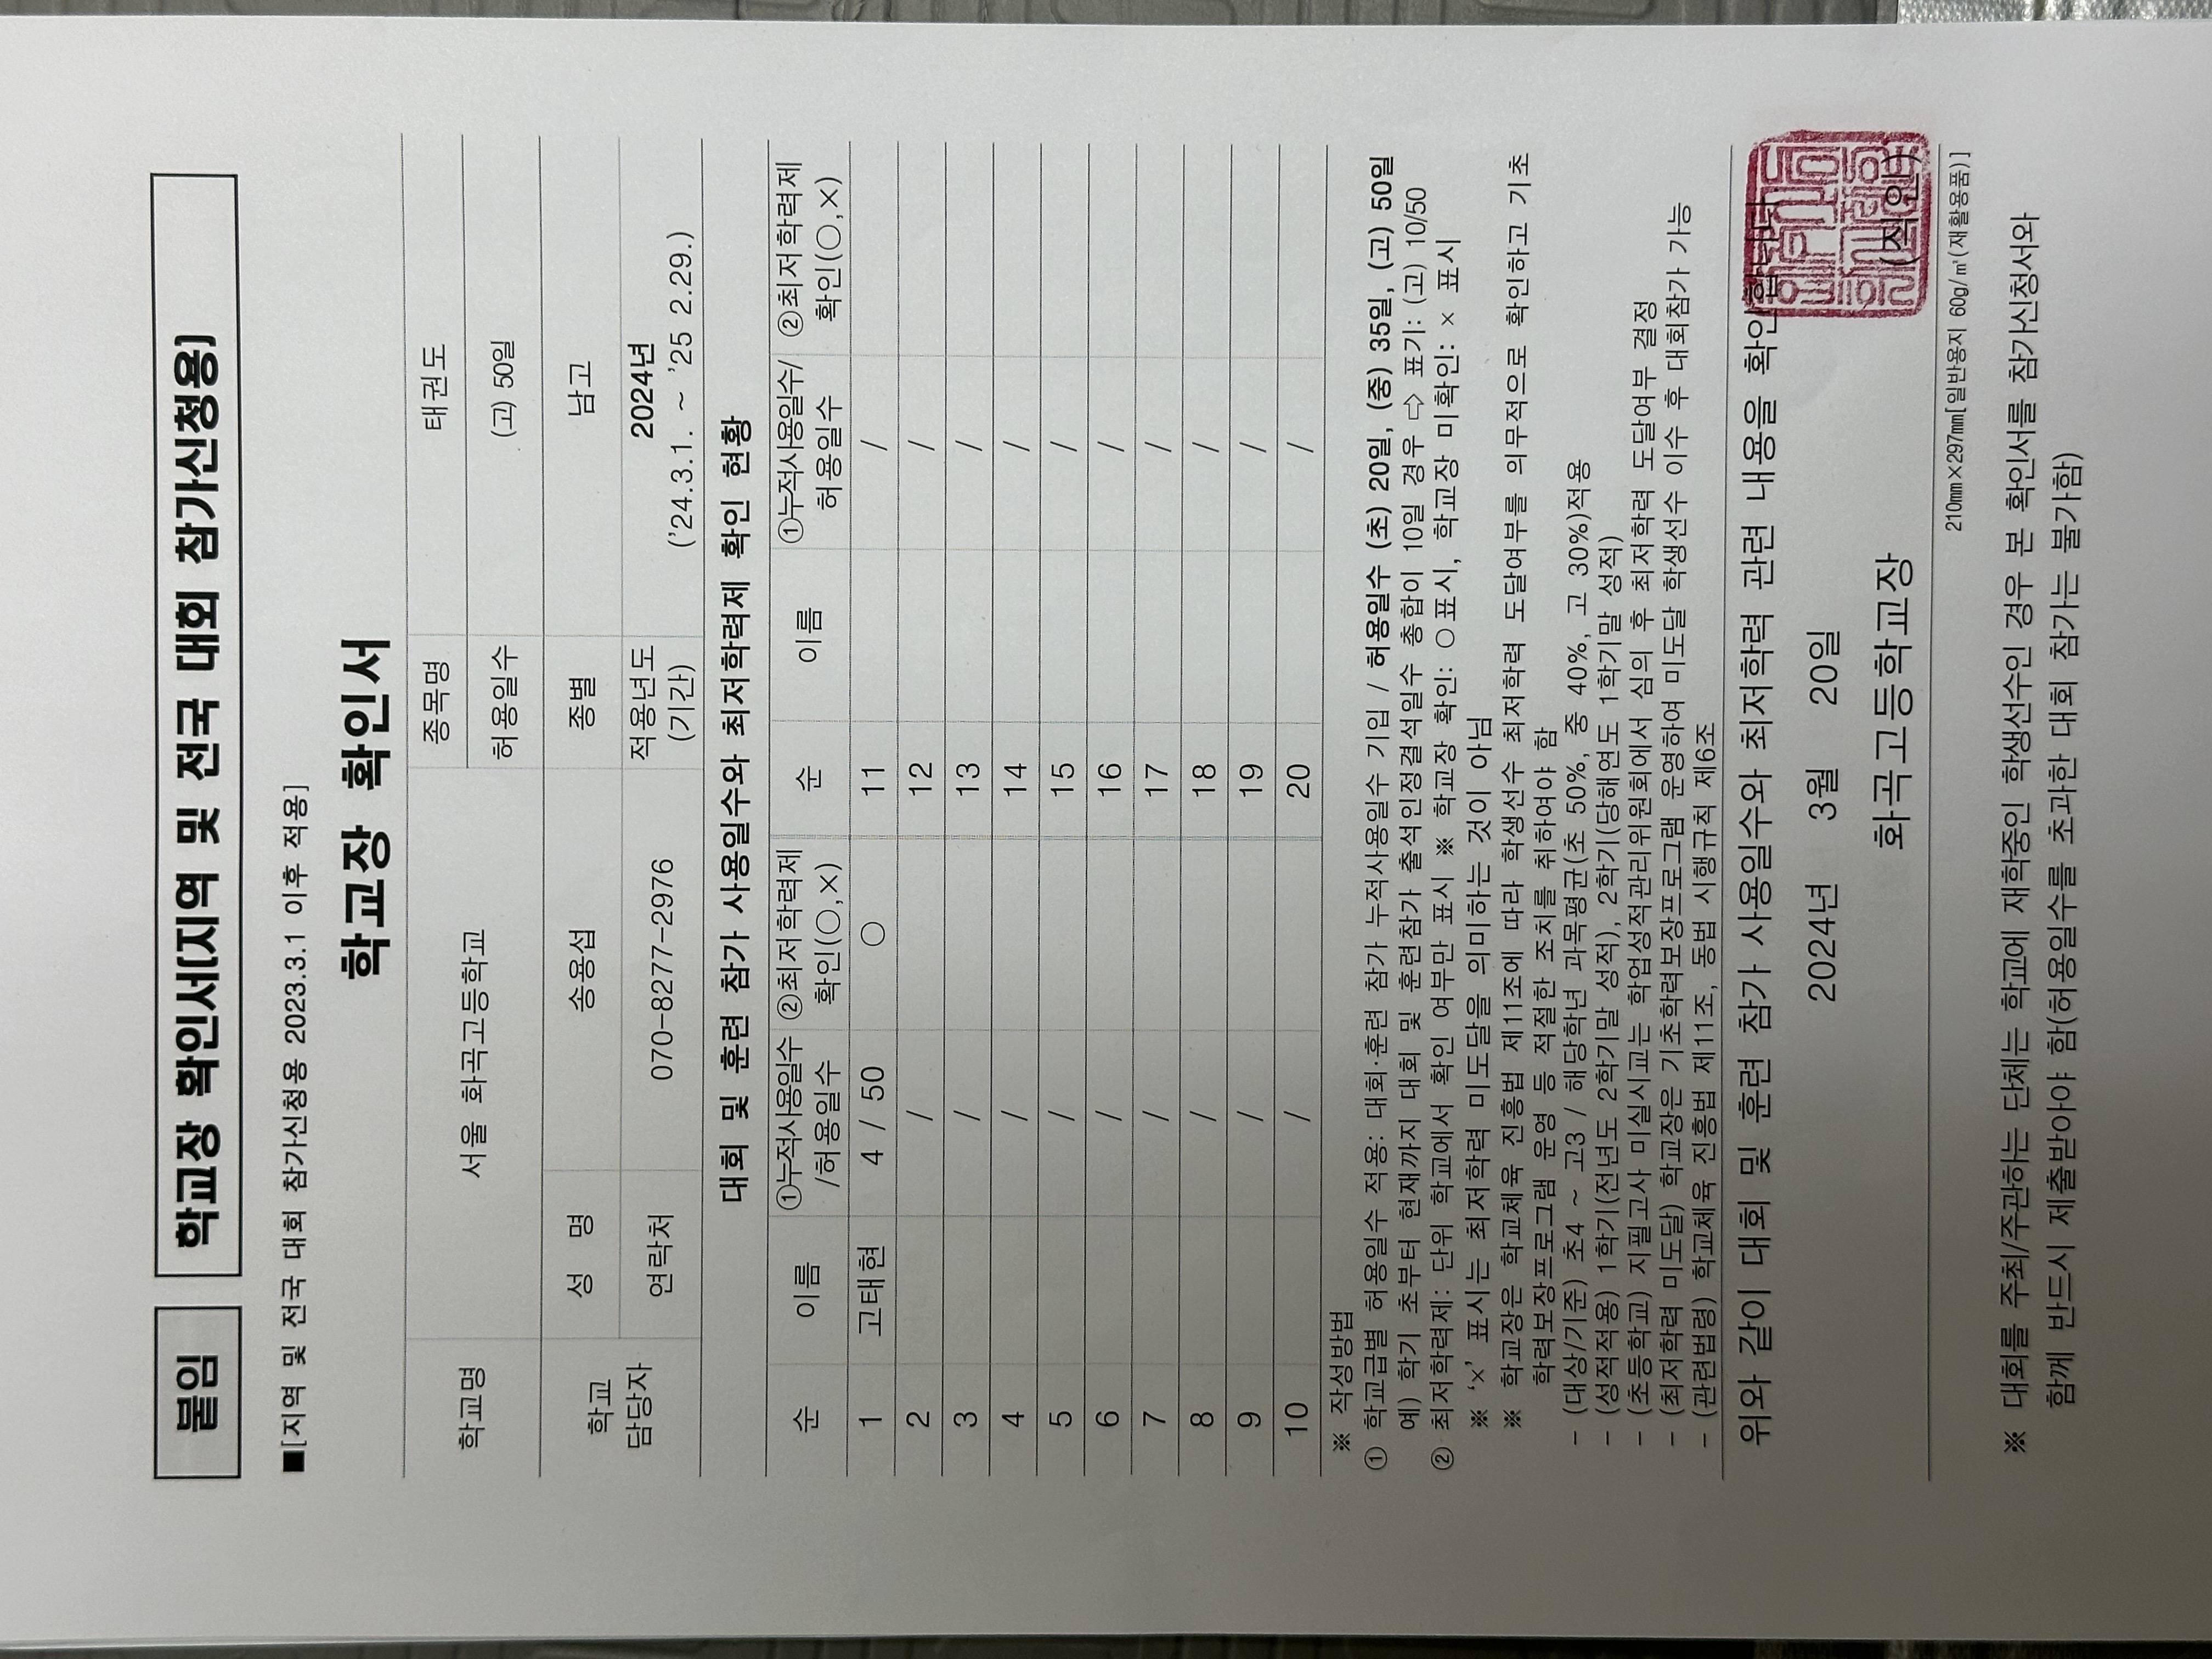 붙임 학교장 확인서(지역 및 전국 대회 참가신청용)
■[지역 및 전국 대회 참가신청용 2023.3.1 이후 적용]
학교장 확인서
학교명 서울 화곡고등학교 종목명 태권도
허용일수 (고) 50일
학교 담당자 성 명 송용섭 종별 남고
연락처 070-8277-2976 적용년도 (기간) 2024년 ('24.3.1. ~ '25 2.29.)
대회 및 훈련 참가 사용일수와 최저학력제 확인 현황
순 이름 ①누적사용일수/허용일수 ②최저학력제 확인(○,×) 순 이름 ①누적사용일수/허용일수 ②최저학력제 확인(○,×)
1 고태현 4 / 50 ○ 11 /
2 / 12 /
3 / 13 /
4 / 14 /
5 / 15 /
6 / 16 /
7 / 17 /
8 / 18 /
9 / 19 /
10 / 20 /
※ 작성방법
① 학교급별 허용일수 적용: 대회·훈련 참가 누적사용일수 기입 / 허용일수 (초) 20일, (중) 35일, (고) 50일
예) 학기 초부터 현재까지 대회 및 훈련참가 출석인정결석일수 총합이 10일 경우 ⇨ 표기: (고) 10/50
② 최저학력제: 단위 학교에서 확인 여부만 표시 ※ 학교장 확인: ○표시, 학교장 미확인: × 표시
※ '×' 표시는 최저학력 미도달을 의미하는 것이 아님
※ 학교장은 학교체육 진흥법 제11조에 따라 학생선수 최저학력 도달여부를 의무적으로 확인하고 기초
학력보장프로그램 운영 등 적절한 조치를 취하여야 함
- (대상/기준) 초4 ~ 고3 / 해당학년 과목평균(초 50%, 중 40%, 고 30%)적용
- (성적적용) 1학기(전년도 2학기말 성적), 2학기(당해연도 1학기말 성적)
- (초등학교) 지필고사 미실시교는 학업성적관리위원회에서 심의 후 최저학력 도달여부 결정
- (최저학력 미도달) 학교장은 기초학력보장프로그램 운영하여 미도달 학생선수 이수 후 대회참가 가능
- (관련법령) 학교체육 진흥법 제11조, 동법 시행규칙 제6조
위와 같이 대회 및 훈련 참가 사용일수와 최저학력 관련 내용을 확인합니다
2024년 3월 20일
화곡고등학교장 (직인)
210㎜×297㎜[일반용지 60g/㎡(재활용품)]
※ 대회를 주최/주관하는 단체는 학교에 재학중인 학생선수인 경우 본 확인서를 참가신청서와
함께 반드시 제출받아야 함(허용일수를 초과한 대회 참가는 불가함)